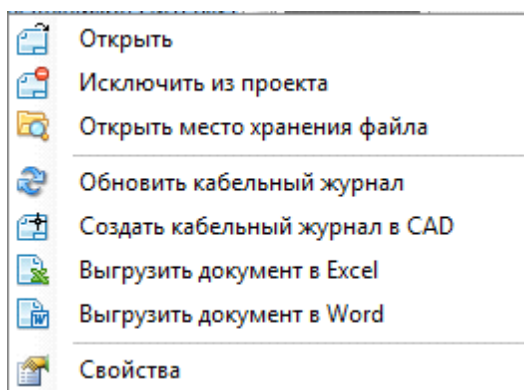 Открыть
Исключить из проекта
Открыть место хранения файла
Обновить кабельный журнал
Создать кабельный журнал в CAD
Выгрузить документ в Excel
Выгрузить документ в Word
Свойства